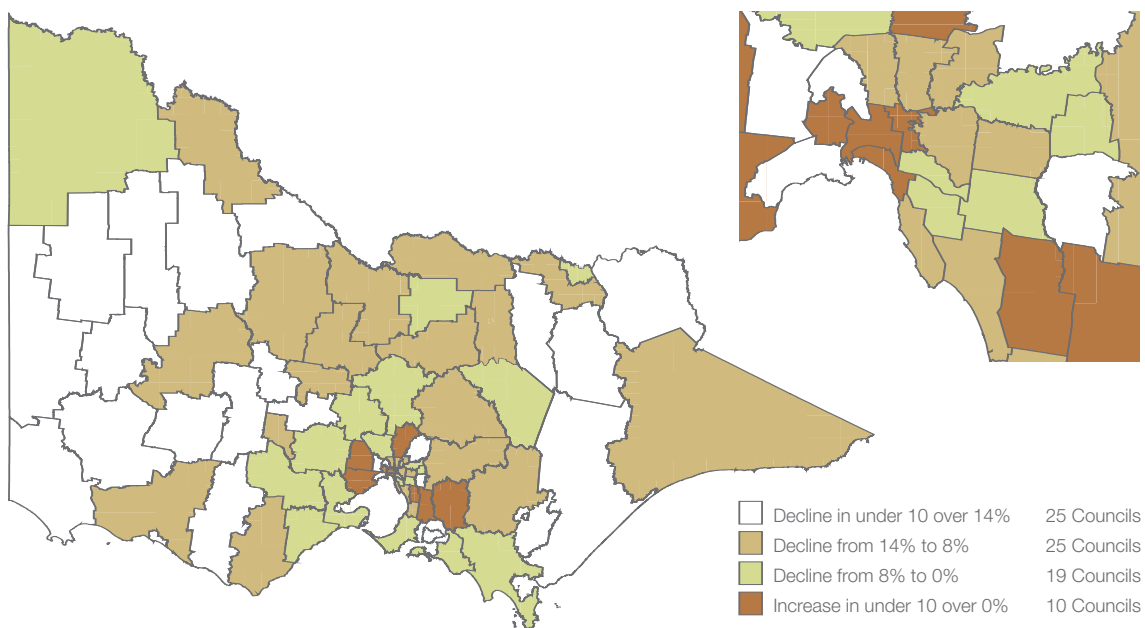 Decline in under 10 over 14% 25 Councils
Decline from 14% to 8% 25 Councils
Decline from 8% to 0% 19 Councils
Increase in under 10 over 0% 10 Councils